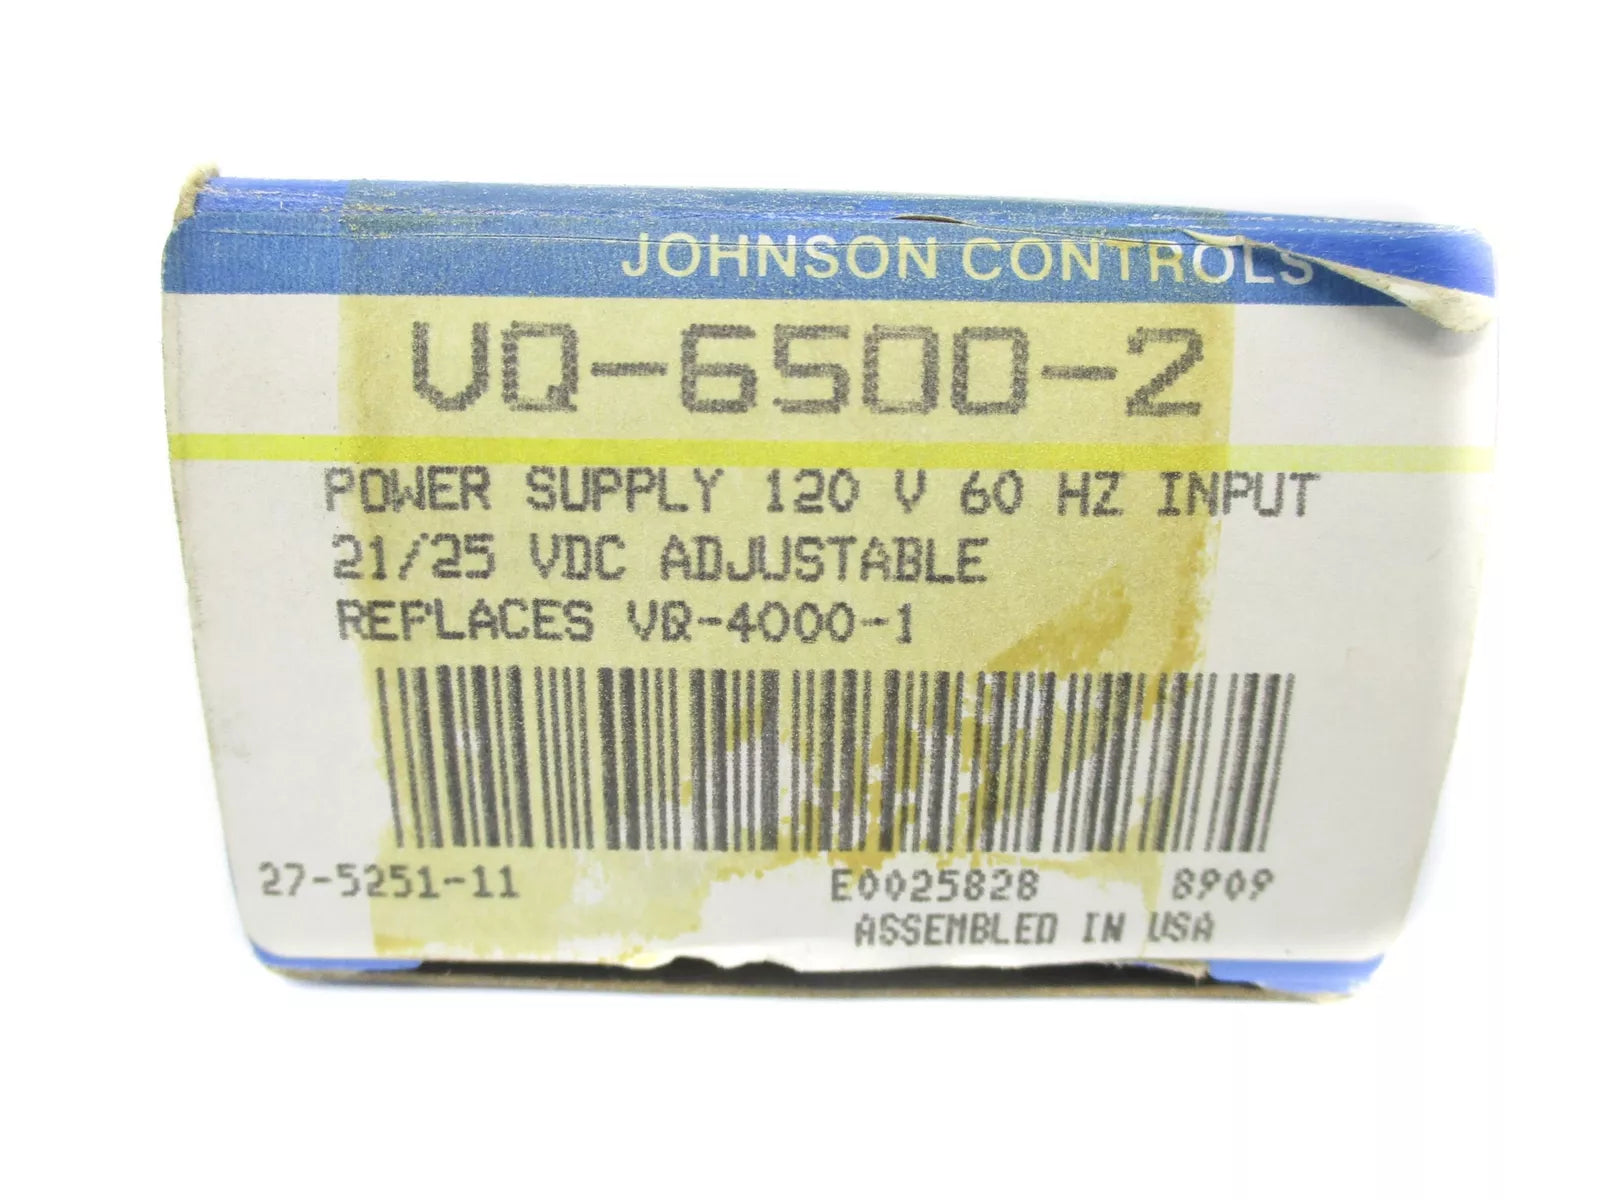 JOHNSON CONTROLS
VQ-6500-2
POWER SUPPLY 120 V 60 HZ INPUT
21/25 VDC ADJUSTABLE
REPLACES VQ-4000-1
27-5251-11 E0025828 8909
ASSEMBLED IN USA